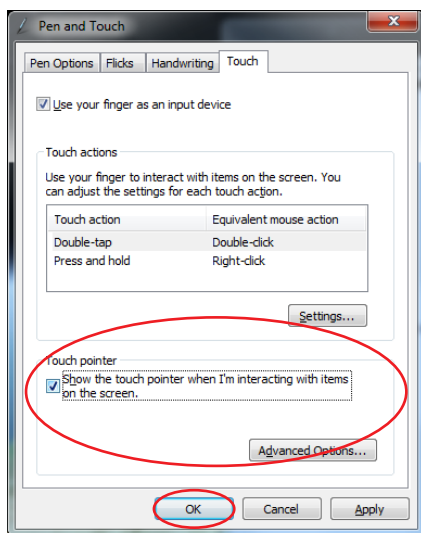 Pen and Touch
Pen Options Flicks Handwriting Touch
Use your finger as an input device
Touch actions
Use your finger to interact with items on the screen. You
can adjust the settings for each touch action.
Touch action Equivalent mouse action
Double-tap Double-click
Press and hold Right-click
Settings...
Touch pointer
Show the touch pointer when I'm interacting with items
on the screen.
Advanced Options...
OK Cancel Apply